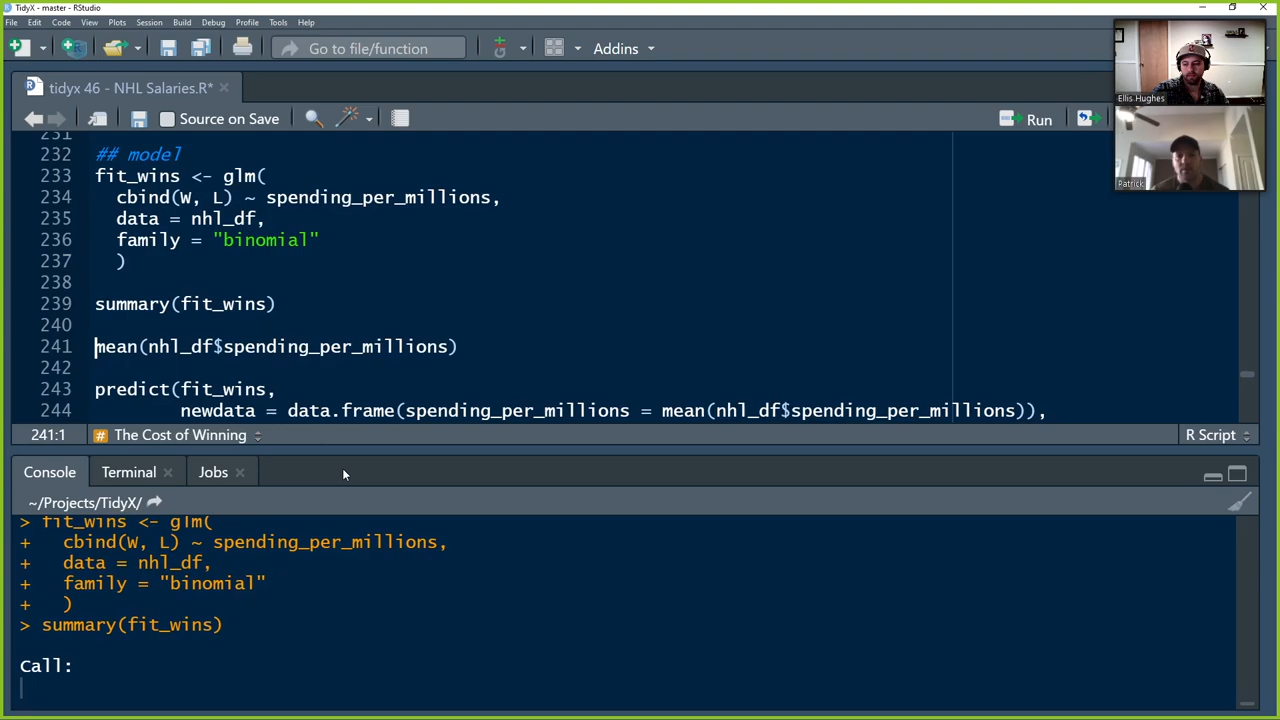 TidyX - master - RStudio
File Edit Code View Plots Session Build Debug Profile Tools Help
Go to file/function
Addins
tidyx 46 - NHL Salaries.R*
Source on Save
Run
Ellis Hughes
Patrick
231
232 ## model
233 fit_wins <- glm(
234 cbind(W, L) ~ spending_per_millions,
235 data = nhl_df,
236 family = "binomial"
237 )
238
239 summary(fit_wins)
240
241 mean(nhl_df$spending_per_millions)
242
243 predict(fit_wins,
244 newdata = data.frame(spending_per_millions = mean(nhl_df$spending_per_millions)),
241:1 # The Cost of Winning R Script
Console Terminal Jobs
~/Projects/TidyX/
> fit_wins <- glm(
+ cbind(W, L) ~ spending_per_millions,
+ data = nhl_df,
+ family = "binomial"
+ )
> summary(fit_wins)
Call: